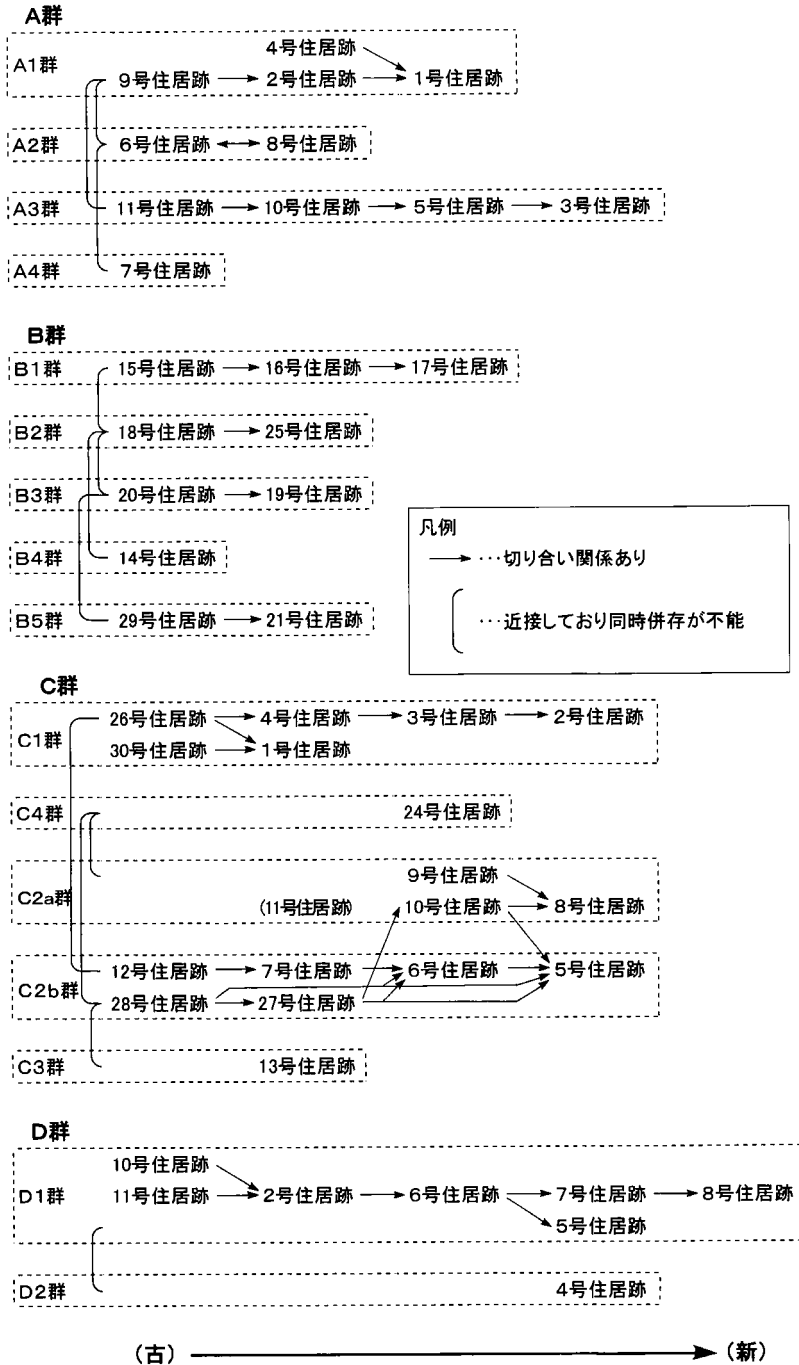 A群
4号住居跡
A1群 9号住居跡 → 2号住居跡 → 1号住居跡
A2群 6号住居跡 ↔ 8号住居跡
A3群 11号住居跡 → 10号住居跡 → 5号住居跡 → 3号住居跡
A4群 7号住居跡
B群
B1群 15号住居跡 → 16号住居跡 → 17号住居跡
B2群 18号住居跡 → 25号住居跡
B3群 20号住居跡 → 19号住居跡
B4群 14号住居跡
B5群 29号住居跡 → 21号住居跡
凡例
→ …切り合い関係あり
…近接しており同時併存が不能
C群
C1群 26号住居跡 → 4号住居跡 → 3号住居跡 → 2号住居跡
30号住居跡 → 1号住居跡
C4群 24号住居跡
9号住居跡
C2a群 (11号住居跡) 10号住居跡 → 8号住居跡
C2b群 12号住居跡 → 7号住居跡 → 6号住居跡 → 5号住居跡
28号住居跡 → 27号住居跡
C3群 13号住居跡
D群
10号住居跡
D1群 11号住居跡 → 2号住居跡 → 6号住居跡 → 7号住居跡 → 8号住居跡
5号住居跡
D2群 4号住居跡
(古) → (新)